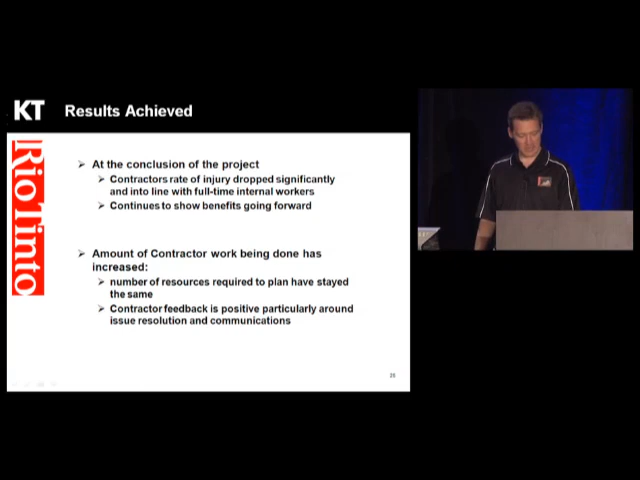 KT
Results Achieved
Rio Tinto
At the conclusion of the project
Contractors rate of injury dropped significantly
and into line with full-time internal workers
Continues to show benefits going forward
Amount of Contractor work being done has
increased:
number of resources required to plan have stayed
the same
Contractor feedback is positive particularly around
issue resolution and communications